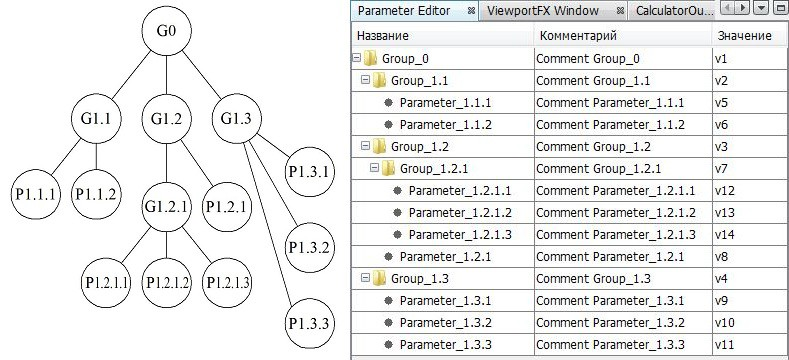 G0
G1.1 G1.2 G1.3
P1.3.1
P1.1.1 P1.1.2 G1.2.1 P1.2.1
P1.3.2
P1.2.1.1 P1.2.1.2 P1.2.1.3
P1.3.3
Parameter Editor ViewportFX Window CalculatorOu...
Название Комментарий Значение
Group_0 Comment Group_0 v1
Group_1.1 Comment Group_1.1 v2
Parameter_1.1.1 Comment Parameter_1.1.1 v5
Parameter_1.1.2 Comment Parameter_1.1.2 v6
Group_1.2 Comment Group_1.2 v3
Group_1.2.1 Comment Group_1.2.1 v7
Parameter_1.2.1.1 Comment Parameter_1.2.1.1 v12
Parameter_1.2.1.2 Comment Parameter_1.2.1.2 v13
Parameter_1.2.1.3 Comment Parameter_1.2.1.3 v14
Parameter_1.2.1 Comment Parameter_1.2.1 v8
Group_1.3 Comment Group_1.3 v4
Parameter_1.3.1 Comment Parameter_1.3.1 v9
Parameter_1.3.2 Comment Parameter_1.3.2 v10
Parameter_1.3.3 Comment Parameter_1.3.3 v11